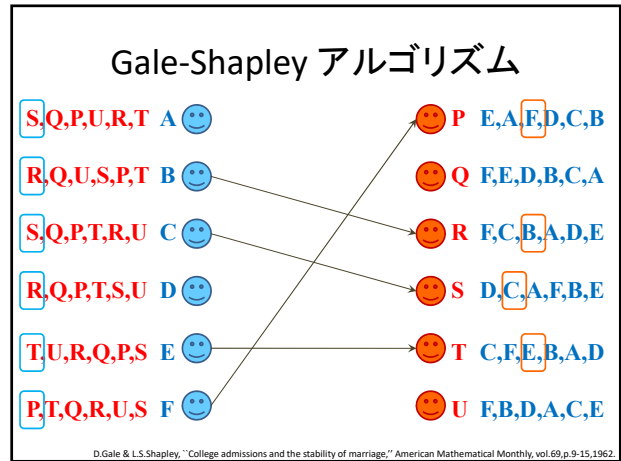 Gale-Shapley アルゴリズム
S,Q,P,U,R,T A P E,A,F,D,C,B
R,Q,U,S,P,T B Q F,E,D,B,C,A
S,Q,P,T,R,U C R F,C,B,A,D,E
R,Q,P,T,S,U D S D,C,A,F,B,E
T,U,R,Q,P,S E T C,F,E,B,A,D
P,T,Q,R,U,S F U F,B,D,A,C,E
D.Gale & L.S.Shapley, ``College admissions and the stability of marriage,'' American Mathematical Monthly, vol.69,p.9-15,1962.